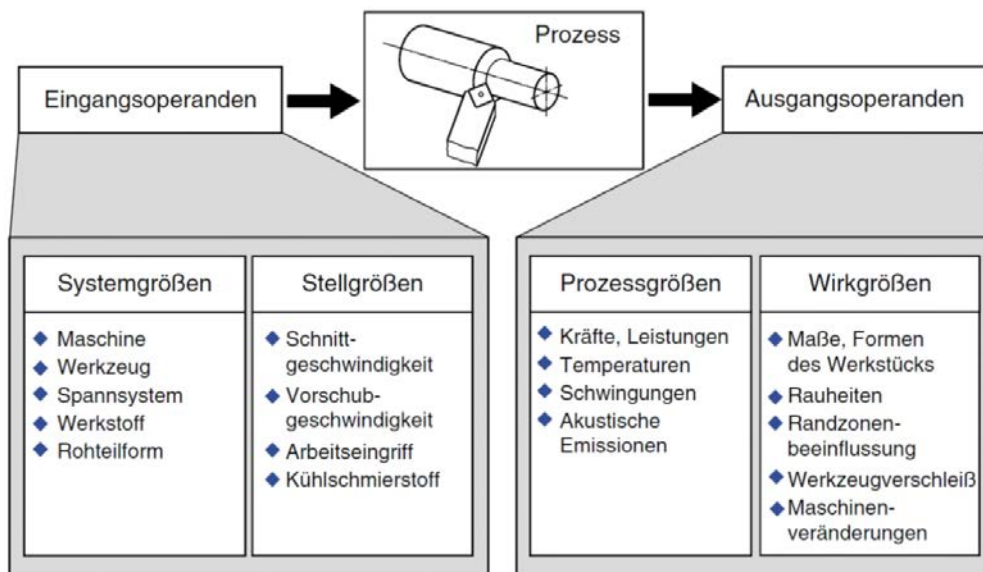 Prozess
Eingangsoperanden
Ausgangsoperanden
Systemgrößen
Maschine
Werkzeug
Spannsystem
Werkstoff
Rohteilform
Stellgrößen
Schnitt-
geschwindigkeit
Vorschub-
geschwindigkeit
Arbeitseingriff
Kühlschmierstoff
Prozessgrößen
Kräfte, Leistungen
Temperaturen
Schwingungen
Akustische
Emissionen
Wirkgrößen
Maße, Formen
des Werkstücks
Rauheiten
Randzonen-
beeinflussung
Werkzeugverschleiß
Maschinen-
veränderungen